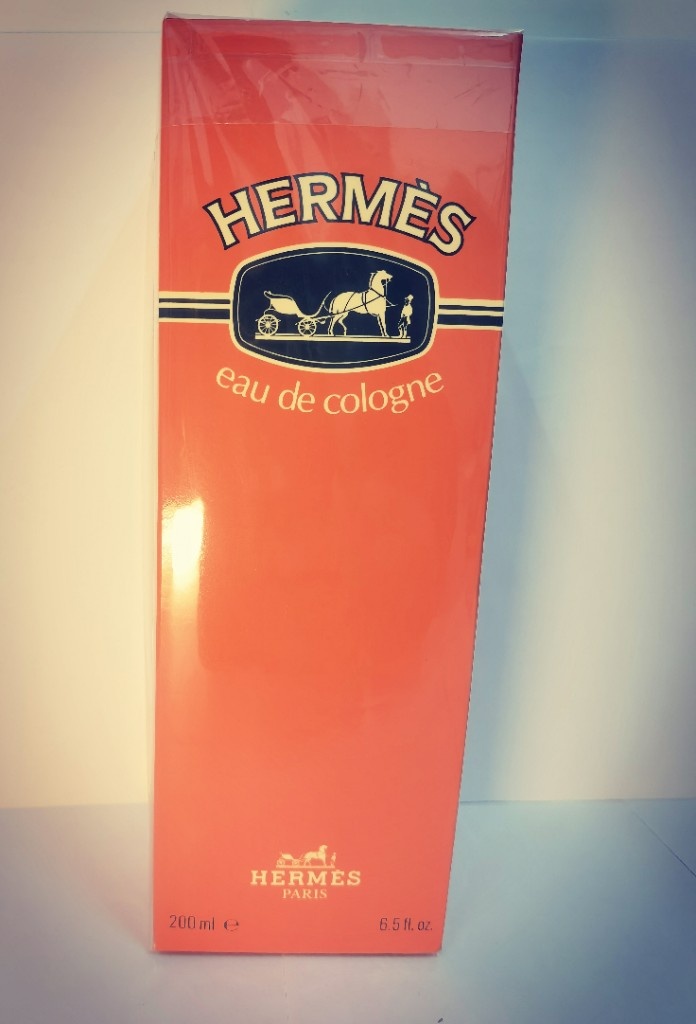 HERMÈS
eau de cologne
HERMÈS
PARIS
200 ml ℮ 6.5 fl. oz.